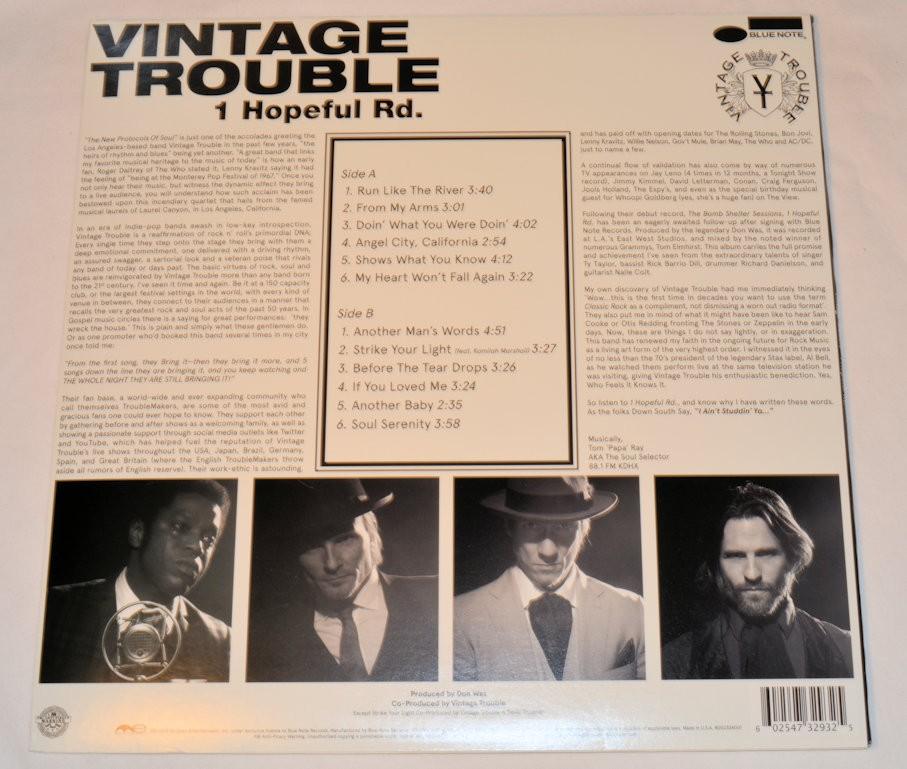 VINTAGE
TROUBLE
1 Hopeful Rd.
BLUE NOTE
VINTAGE TROUBLE
"The New Protocols Of Soul" is just one of the accolades greeting the
Los Angeles-based band Vintage Trouble in the past few years, "the
heirs of rhythm and blues" being yet another. "A great band that links
my favorite musical heritage to the music of today" is how an early
fan, Roger Daltrey of The Who stated it, Lenny Kravitz saying it had
the feeling of "being at the Monterey Pop Festival of 1967." Once you
not only hear their music, but witness the dynamic effect they bring
to a live audience, you will understand how such acclaim has been
bestowed upon this incendiary quartet that hails from the famed
musical laurels of Laurel Canyon, in Los Angeles, California.
In an era of indie-pop bands awash in low-key introspection,
Vintage Trouble is a reaffirmation of rock n' roll's primordial DNA.
Every single time they step onto the stage they bring with them a
deep emotional commitment, one delivered with a driving rhythm,
an assured swagger, a sartorial look and a veteran poise that rivals
any band of today or days past. The basic virtues of rock, soul and
blues are reinvigorated by Vintage Trouble more than any band born
to the 21st century. I've seen it time and again. Be it at a 150 capacity
club, or the largest festival settings in the world, with every kind of
venue in between, they connect to their audiences in a manner that
recalls the very greatest rock and soul acts of the past 50 years. In
Gospel music circles there is a saying for great performances: "they
wreck the house." This is plain and simply what these gentlemen do.
Or as one promoter who'd booked this band several times in my city
once told me:
"From the first song, they Bring It—then they bring it more, and 5
songs down the line they are bringing it, and you keep watching and
THE WHOLE NIGHT THEY ARE STILL BRINGING IT!"
Their fan base, a world-wide and ever expanding community who
call themselves TroubleMakers, are some of the most avid and
gracious fans one could ever hope to know. They support each other
by gathering before and after shows as a welcoming family, as well as
showing a passionate support through social media outlets like Twitter
and YouTube, which has helped fuel the reputation of Vintage
Trouble's live shows throughout the USA, Japan, Brazil, Germany,
Spain, and Great Britain (where the English TroubleMakers throw
aside all rumors of English reserve). Their work-ethic is astounding,
Side A
1. Run Like The River 3:40
2. From My Arms 3:01
3. Doin' What You Were Doin' 4:02
4. Angel City, California 2:54
5. Shows What You Know 4:12
6. My Heart Won't Fall Again 3:22
Side B
1. Another Man's Words 4:51
2. Strike Your Light (feat. Kamilah Marshall) 3:27
3. Before The Tear Drops 3:26
4. If You Loved Me 3:24
5. Another Baby 2:35
6. Soul Serenity 3:58
and has paid off with opening dates for The Rolling Stones, Bon Jovi,
Lenny Kravitz, Willie Nelson, Gov't Mule, Brian May, The Who and AC/DC,
just to name a few.
A continual flow of validation has also come by way of numerous
TV appearances on Jay Leno (4 times in 12 months, a Tonight Show
record), Jimmy Kimmel, David Letterman, Conan, Craig Ferguson,
Jools Holland, The Espy's, and even as the special birthday musical
guest for Whoopi Goldberg (yes, she's a huge fan) on The View.
Following their debut record, The Bomb Shelter Sessions, 1 Hopeful
Rd. has been an eagerly awaited follow-up after signing with Blue
Note Records. Produced by the legendary Don Was, it was recorded
at L.A.'s East West Studios, and mixed by the noted winner of
numerous Grammys, Tom Elmhirst. This album carries the full promise
and achievement I've seen from the extraordinary talents of singer
Ty Taylor, bassist Rick Barrio Dill, drummer Richard Danielson, and
guitarist Nalle Colt.
My own discovery of Vintage Trouble had me immediately thinking
"Wow...this is the first time in decades you want to use the term
Classic Rock as a compliment, not dismissing a worn out radio format."
They also put me in mind of what it might have been like to hear Sam
Cooke or Otis Redding fronting The Stones or Zeppelin in the early
days. Now, these are things I do not say lightly, or in exaggeration.
This band has renewed my faith in the ongoing future for Rock Music
as a living art form of the very highest order. I witnessed it in the eyes
of no less than the 70's president of the legendary Stax label, Al Bell,
as he watched them perform live at the same television station he
was visiting, giving Vintage Trouble his enthusiastic benediction. Yes,
Who Feels It Knows It.
So listen to 1 Hopeful Rd., and know why I have written these words.
As the folks Down South Say, "I Ain't Studdin' Ya..."
Musically,
Tom 'Papa' Ray
AKA The Soul Selector
88.1 FM KDHX
Produced by Don Was
Co-Produced by Vintage Trouble
Except Strike Your Light Co-Produced by Vintage Trouble &
6 02547 32932 5